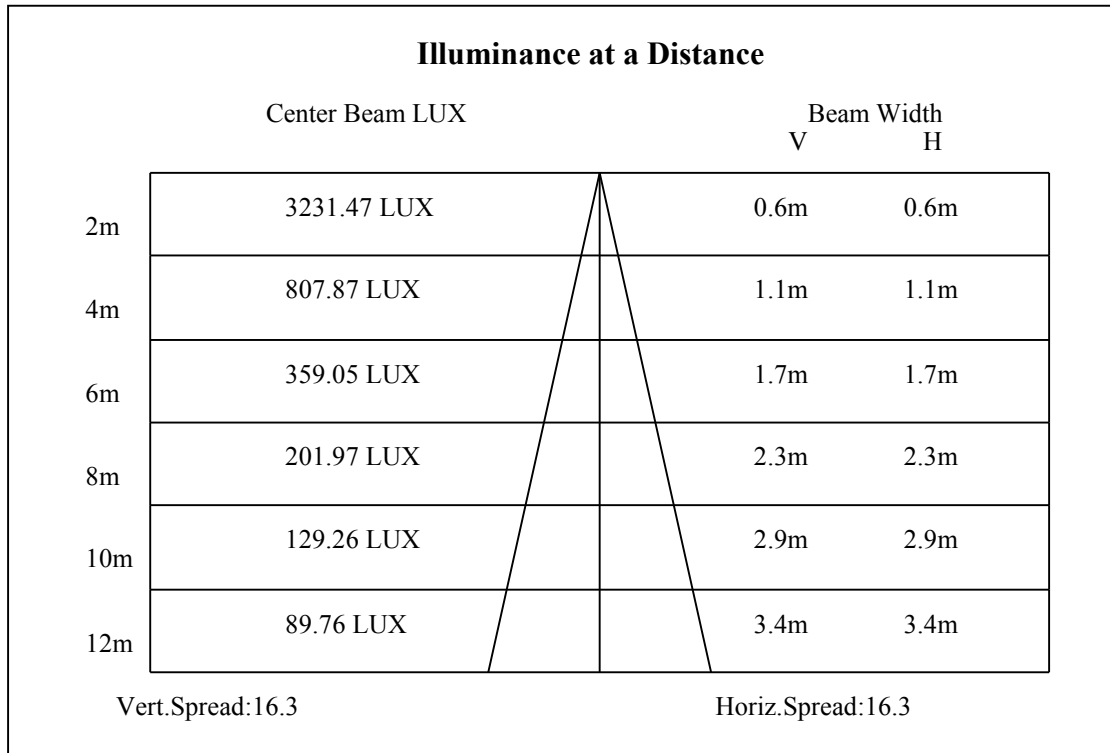 Illuminance at a Distance
Center Beam LUX Beam Width
V H
2m 3231.47 LUX 0.6m 0.6m
4m 807.87 LUX 1.1m 1.1m
6m 359.05 LUX 1.7m 1.7m
8m 201.97 LUX 2.3m 2.3m
10m 129.26 LUX 2.9m 2.9m
12m 89.76 LUX 3.4m 3.4m
Vert.Spread:16.3 Horiz.Spread:16.3